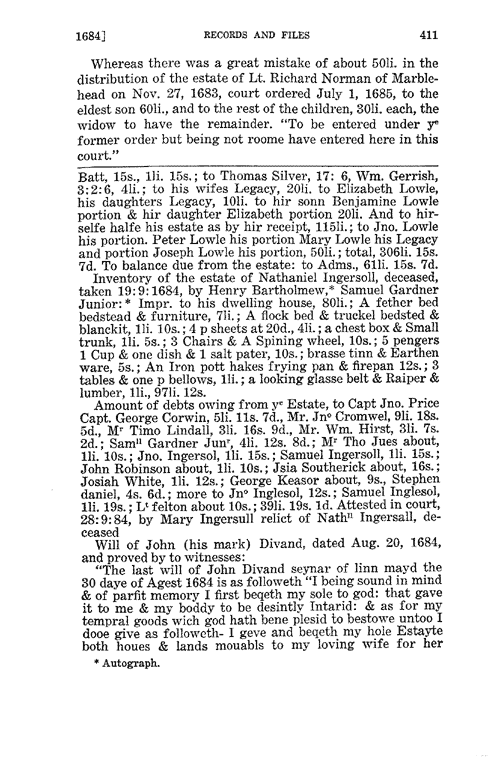 1684]    RECORDS AND FILES    411
Whereas there was a great mistake of about 50li. in the
distribution of the estate of Lt. Richard Norman of Marble-
head on Nov. 27, 1683, court ordered July 1, 1685, to the
eldest son 60li., and to the rest of the children, 30li. each, the
widow to have the remainder. "To be entered under yᵉ
former order but being not roome have entered here in this
court."
Batt, 15s., 1li. 15s.; to Thomas Silver, 17: 6, Wm. Gerrish,
3:2:6, 4li.; to his wifes Legacy, 20li. to Elizabeth Lowle,
his daughters Legacy, 10li. to hir sonn Benjamine Lowle
portion & hir daughter Elizabeth portion 20li. And to hir-
selfe halfe his estate as by hir receipt, 115li.; to Jno. Lowle
his portion. Peter Lowle his portion Mary Lowle his Legacy
and portion Joseph Lowle his portion, 50li.; total, 306li. 15s.
7d. To balance due from the estate: to Adms., 61li. 15s. 7d.
Inventory of the estate of Nathaniel Ingersoll, deceased,
taken 19:9:1684, by Henry Bartholmew,* Samuel Gardner
Junior:* Impr. to his dwelling house, 80li.; A fether bed
bedstead & furniture, 7li.; A flock bed & truckel bedsted &
blanckit, 1li. 10s.; 4 p sheets at 20d., 4li.; a chest box & Small
trunk, 1li. 5s.; 3 Chairs & A Spining wheel, 10s.; 5 pengers
1 Cup & one dish & 1 salt pater, 10s.; brasse tinn & Earthen
ware, 5s.; An Iron pott hakes frying pan & firepan 12s.; 3
tables & one p bellows, 1li.; a looking glasse belt & Raiper &
lumber, 1li., 97li. 12s.
Amount of debts owing from yᵉ Estate, to Capt Jno. Price
Capt. George Corwin, 5li. 11s. 7d., Mr. Jnᵒ Cromwel, 9li. 18s.
5d., Mʳ Timo Lindall, 3li. 16s. 9d., Mr. Wm. Hirst, 3li. 7s.
2d.; Samˡˡ Gardner Junʳ, 4li. 12s. 8d.; Mʳ Tho Jues about,
1li. 10s.; Jno. Ingersol, 1li. 15s.; Samuel Ingersoll, 1li. 15s.;
John Robinson about, 1li. 10s.; Jsia Southerick about, 16s.;
Josiah White, 1li. 12s.; George Keasor about, 9s., Stephen
daniel, 4s. 6d.; more to Jnᵒ Inglesol, 12s.; Samuel Inglesol,
1li. 19s.; Lᵗ felton about 10s.; 39li. 19s. 1d. Attested in court,
28:9:84, by Mary Ingersull relict of Nathˡˡ Ingersall, de-
ceased
Will of John (his mark) Divand, dated Aug. 20, 1684,
and proved by to witnesses:
"The last will of John Divand seynar of linn mayd the
30 daye of Agest 1684 is as followeth "I being sound in mind
& of parfit memory I first beqeth my sole to god: that gave
it to me & my boddy to be desintly Intarid: & as for my
tempral goods wich god hath bene plesid to bestowe untoo I
dooe give as followeth- I geve and beqeth my hole Estayte
both houes & lands mouabls to my loving wife for her
* Autograph.